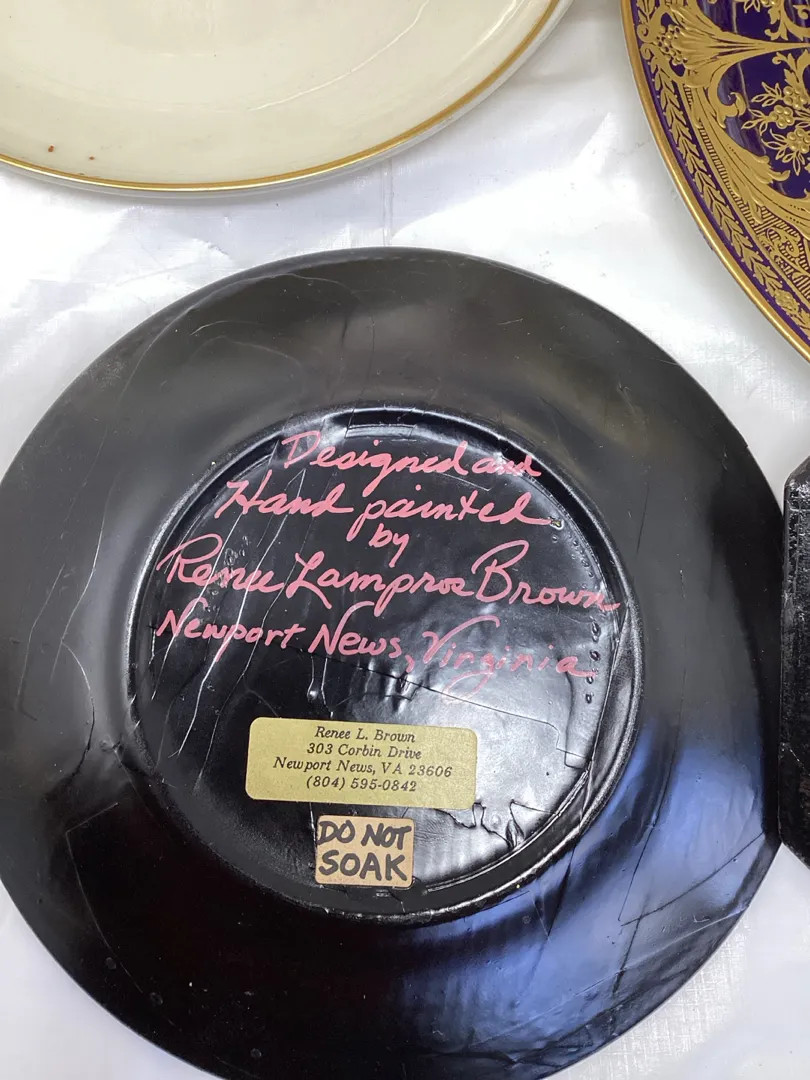 Designed and
Hand painted
by
Renee Lampros Brown
Newport News, Virginia
Renee L. Brown
303 Corbin Drive
Newport News, VA 23606
(804) 595-0842
DO NOT
SOAK